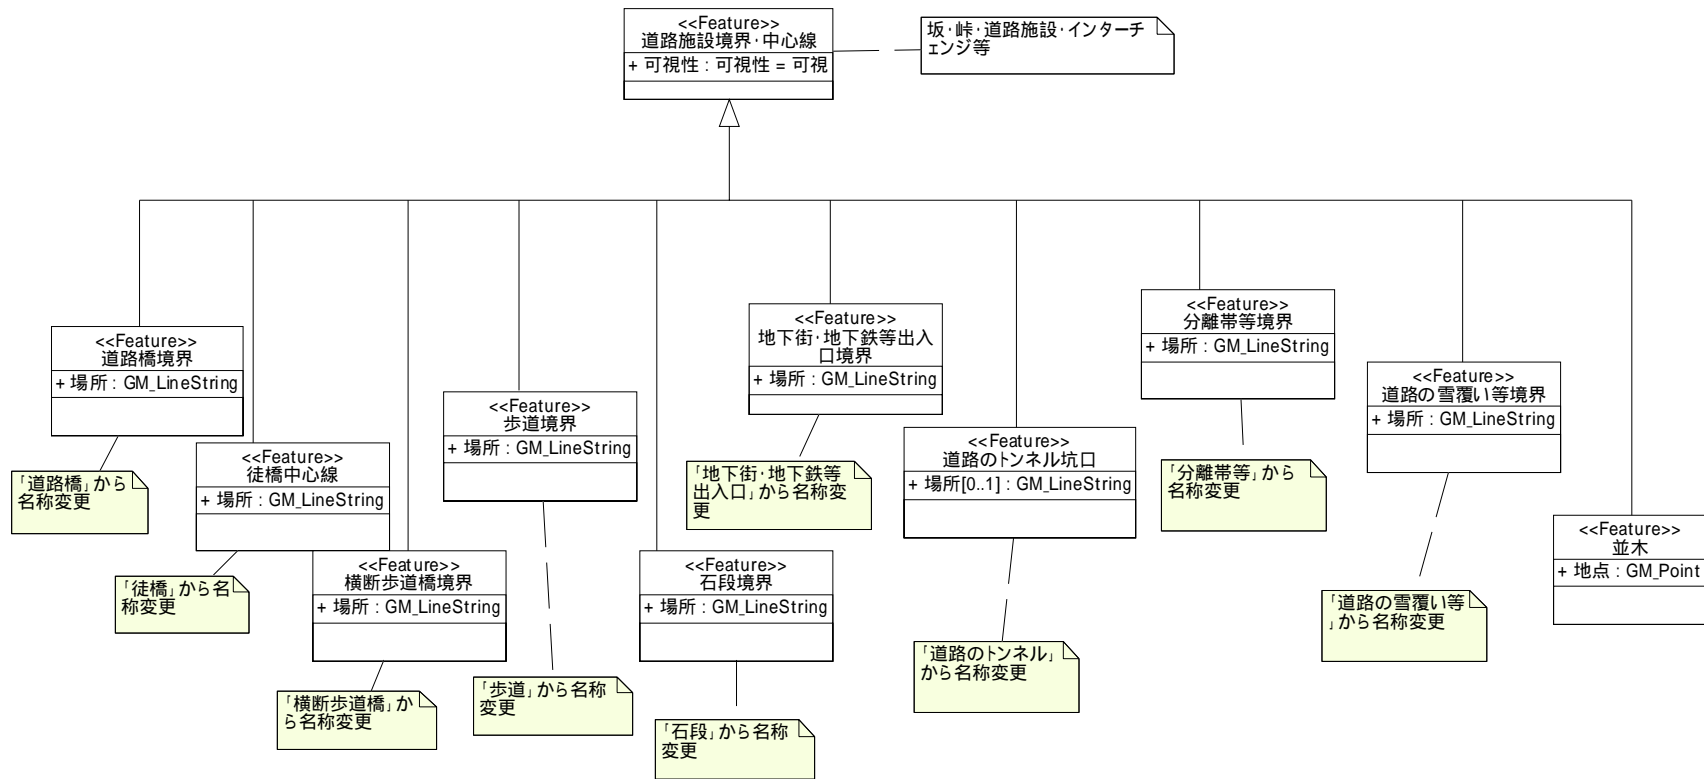 <<Feature>>
道路施設境界･中心線
+ 可視性 : 可視性 = 可視
坂･峠･道路施設･インターチ
ェンジ等
<<Feature>>
道路橋境界
+ 場所 : GM_LineString
「道路橋」から
名称変更
<<Feature>>
徒橋中心線
+ 場所 : GM_LineString
「徒橋」から名
称変更
<<Feature>>
横断歩道橋境界
+ 場所 : GM_LineString
「横断歩道橋」か
ら名称変更
<<Feature>>
歩道境界
+ 場所 : GM_LineString
「歩道」から名称
変更
<<Feature>>
石段境界
+ 場所 : GM_LineString
「石段」から名称
変更
<<Feature>>
地下街･地下鉄等出入
口境界
+ 場所 : GM_LineString
「地下街･地下鉄等
出入口」から名称変
更
<<Feature>>
道路のトンネル坑口
+ 場所[0..1] : GM_LineString
「道路のトンネル」
から名称変更
<<Feature>>
分離帯等境界
+ 場所 : GM_LineString
「分離帯等」から
名称変更
<<Feature>>
道路の雪覆い等境界
+ 場所 : GM_LineString
「道路の雪覆い等
」から名称変更
<<Feature>>
並木
+ 地点 : GM_Point